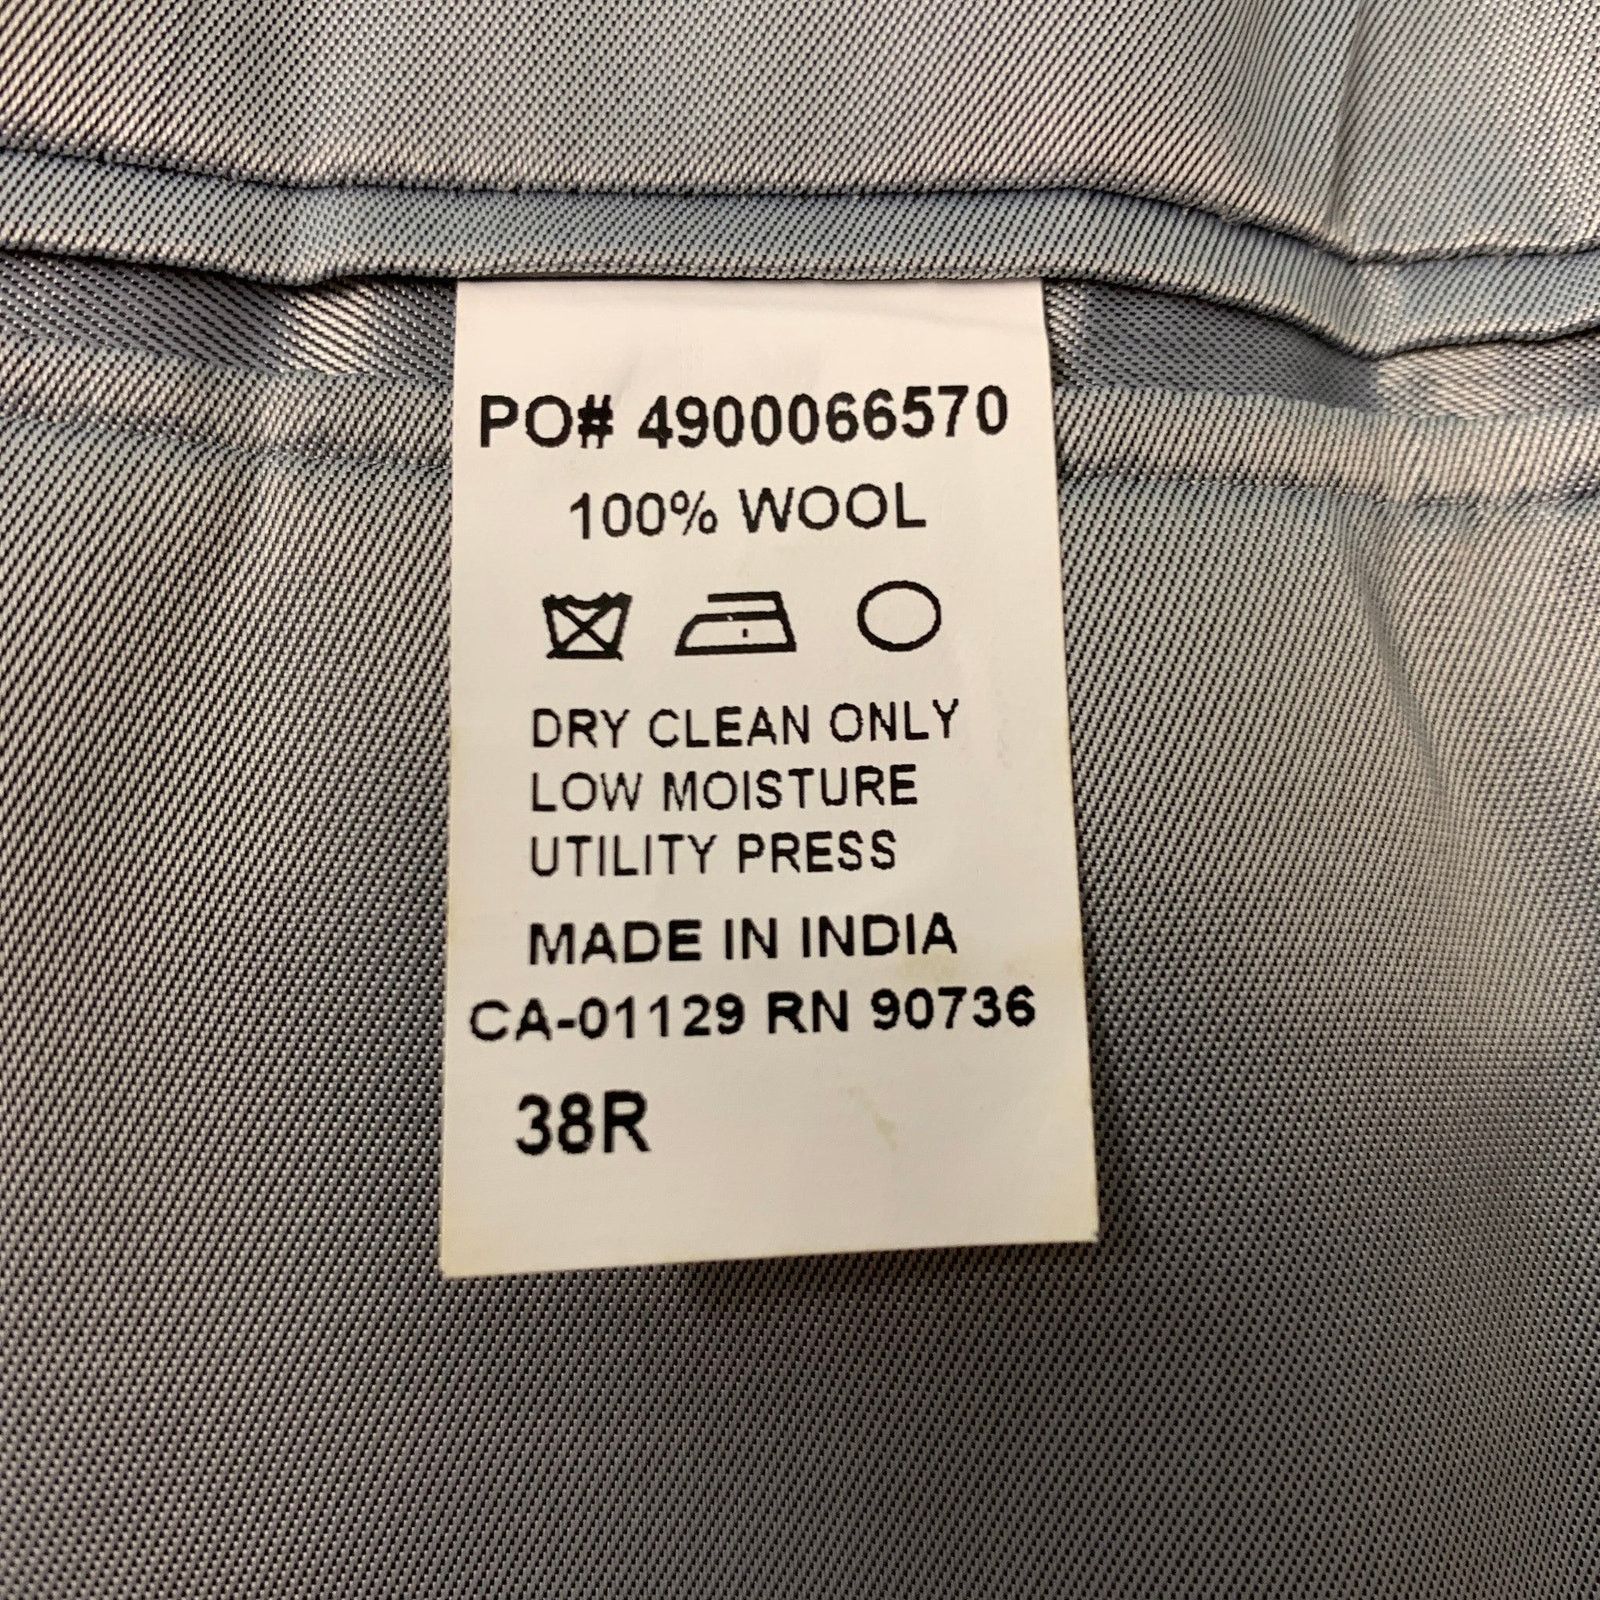 PO# 4900066570
100% WOOL
DRY CLEAN ONLY
LOW MOISTURE
UTILITY PRESS
MADE IN INDIA
CA-01129 RN 90736
38R